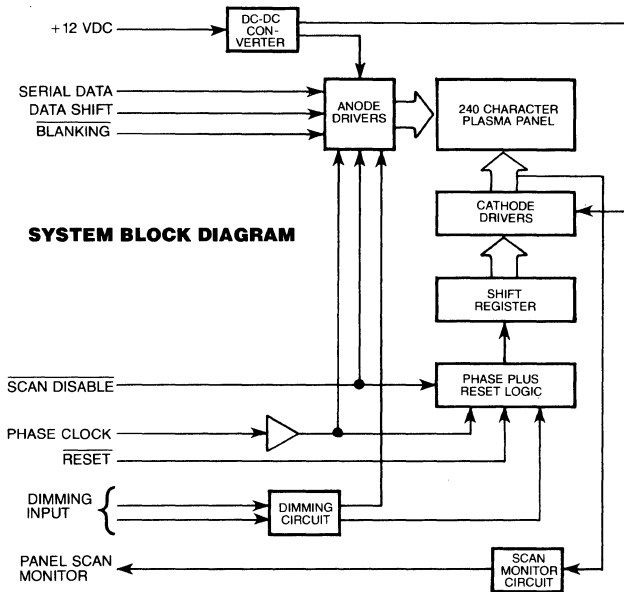 +12 VDC
DC-DC
CON-
VERTER
SERIAL DATA
DATA SHIFT
BLANKING
ANODE
DRIVERS
240 CHARACTER
PLASMA PANEL
CATHODE
DRIVERS
SYSTEM BLOCK DIAGRAM
SHIFT
REGISTER
SCAN DISABLE
PHASE PLUS
RESET LOGIC
PHASE CLOCK
RESET
DIMMING
INPUT
DIMMING
CIRCUIT
PANEL SCAN
MONITOR
SCAN
MONITOR
CIRCUIT